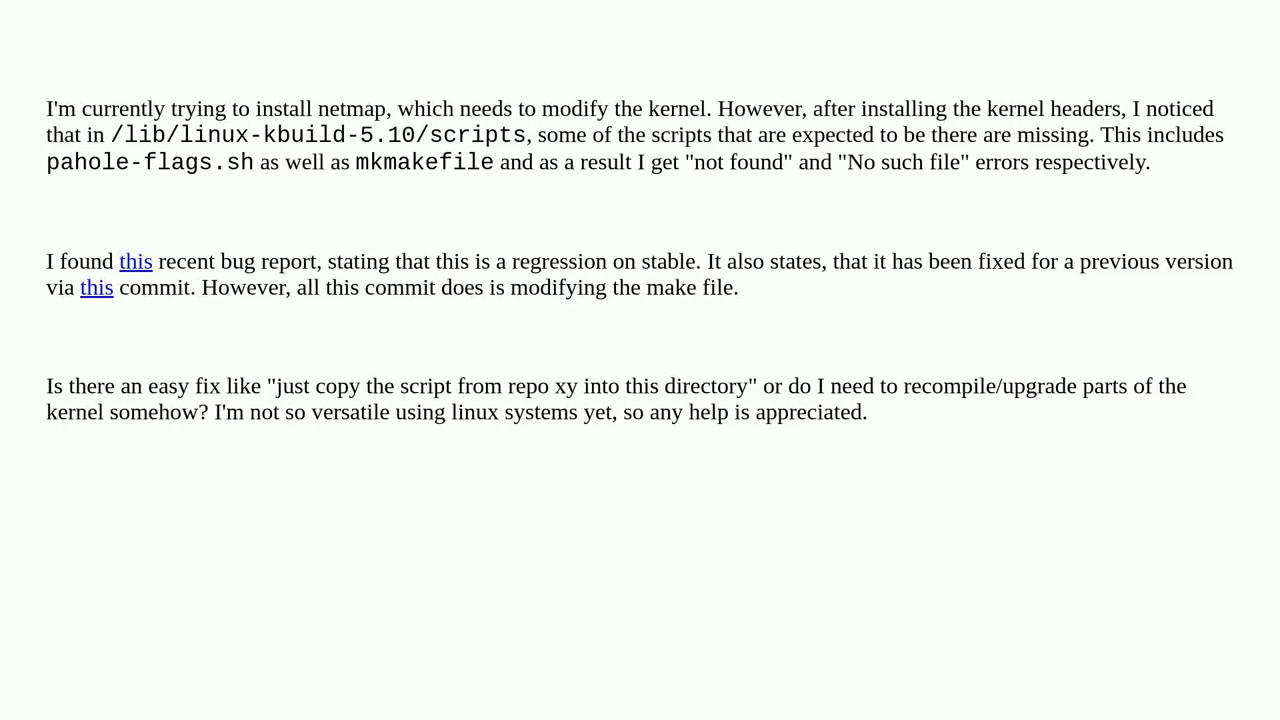 I'm currently trying to install netmap, which needs to modify the kernel. However, after installing the kernel headers, I noticed
that in /lib/linux-kbuild-5.10/scripts, some of the scripts that are expected to be there are missing. This includes
pahole-flags.sh as well as mkmakefile and as a result I get "not found" and "No such file" errors respectively.
I found this recent bug report, stating that this is a regression on stable. It also states, that it has been fixed for a previous version
via this commit. However, all this commit does is modifying the make file.
Is there an easy fix like "just copy the script from repo xy into this directory" or do I need to recompile/upgrade parts of the
kernel somehow? I'm not so versatile using linux systems yet, so any help is appreciated.